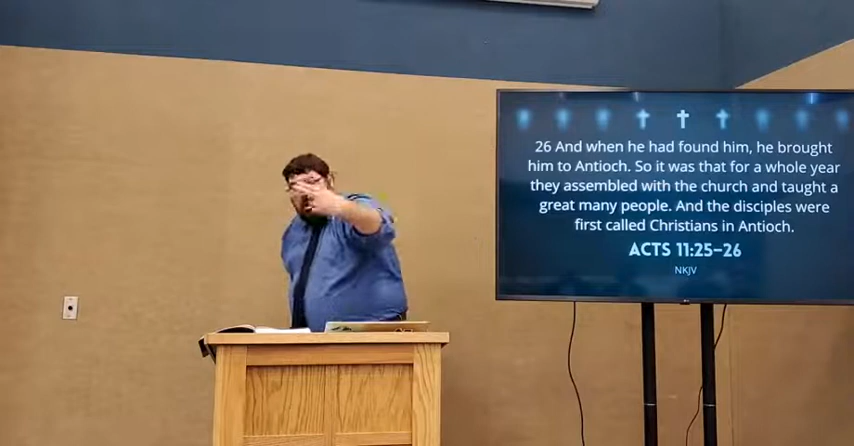 26 And when he had found him, he brought
him to Antioch. So it was that for a whole year
they assembled with the church and taught a
great many people. And the disciples were
first called Christians in Antioch.
ACTS 11:25–26
NKJV